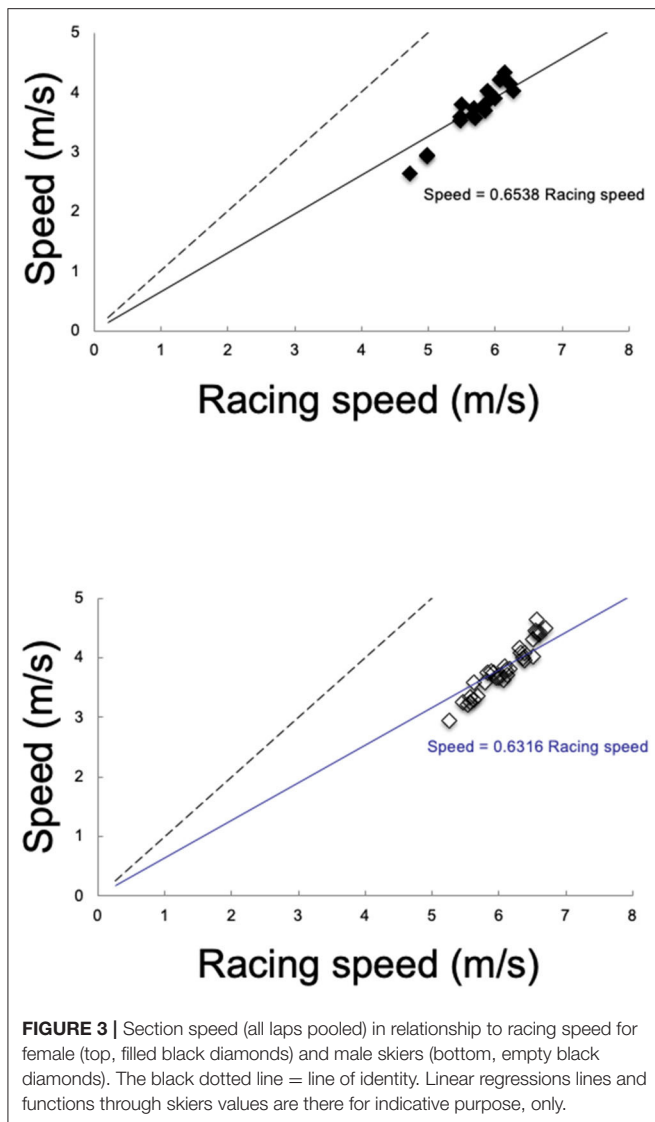 5
4
3
2
1
0
Speed (m/s)
Speed = 0.6538 Racing speed
0 1 2 3 4 5 6 7 8
Racing speed (m/s)
5
4
3
2
1
0
Speed (m/s)
Speed = 0.6316 Racing speed
0 1 2 3 4 5 6 7 8
Racing speed (m/s)
FIGURE 3 | Section speed (all laps pooled) in relationship to racing speed for
female (top, filled black diamonds) and male skiers (bottom, empty black
diamonds). The black dotted line = line of identity. Linear regressions lines and
functions through skiers values are there for indicative purpose, only.